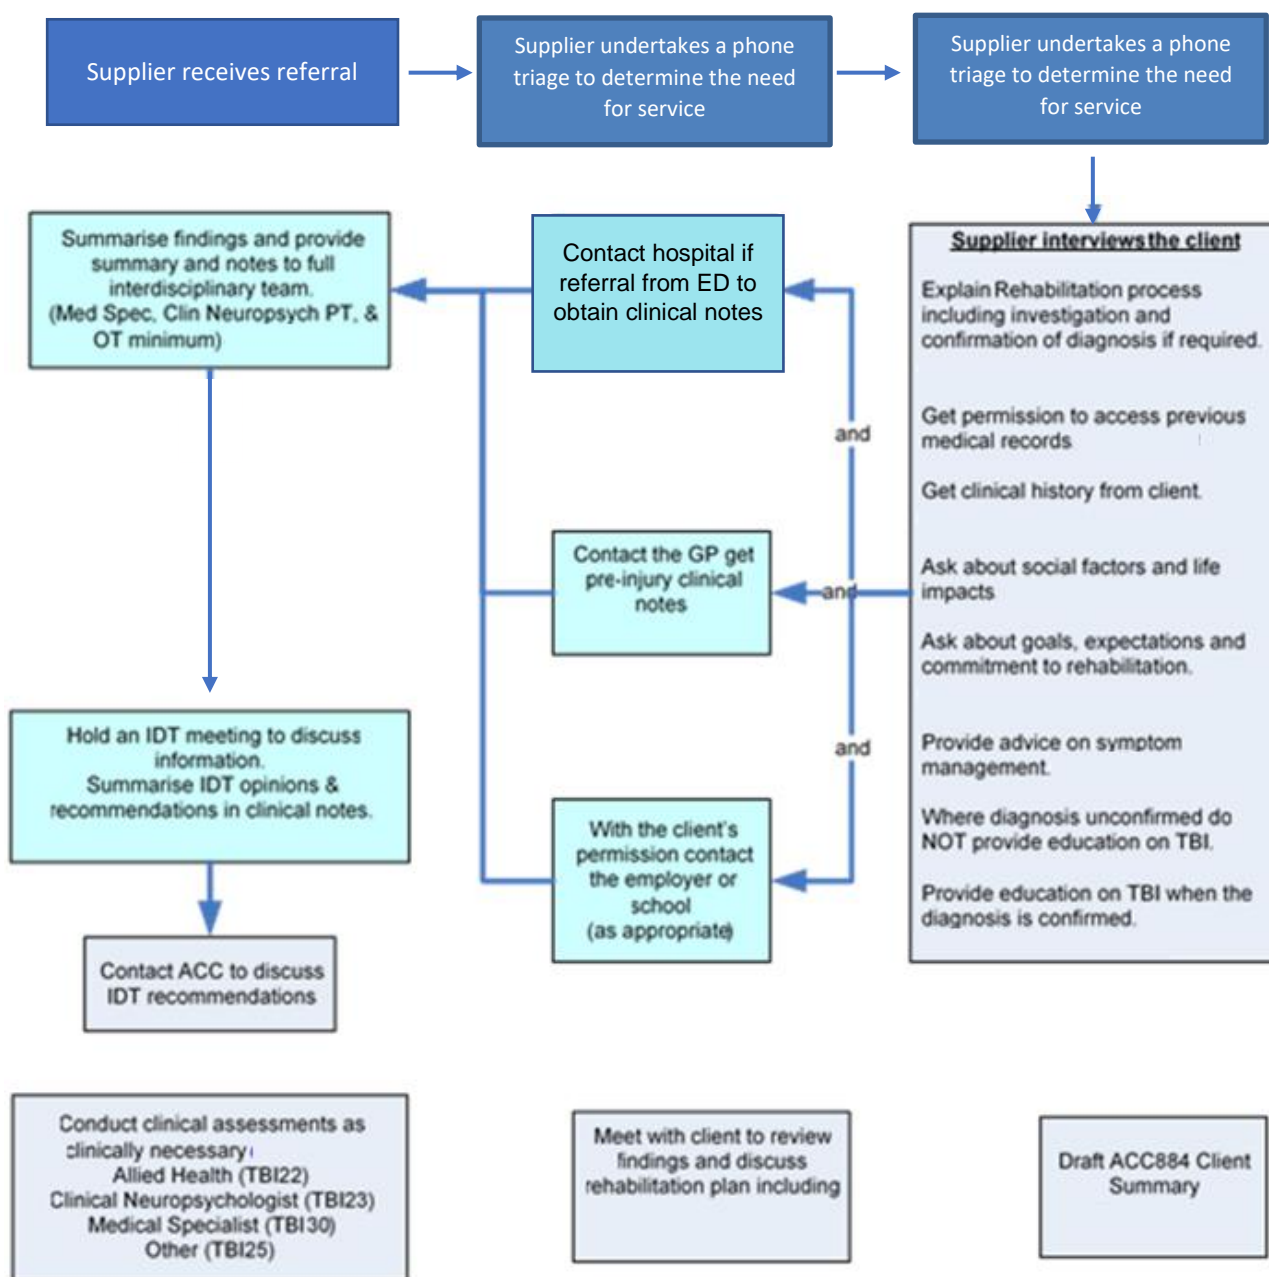 Supplier receives referral
Supplier undertakes a phone
triage to determine the need
for service
Supplier undertakes a phone
triage to determine the need
for service
Supplier interviews the client
Explain Rehabilitation process
including investigation and
confirmation of diagnosis if required.
Get permission to access previous
medical records
Get clinical history from client.
Ask about social factors and life
impacts
Ask about goals, expectations and
commitment to rehabilitation.
Provide advice on symptom
management.
Where diagnosis unconfirmed do
NOT provide education on TBI.
Provide education on TBI when the
diagnosis is confirmed.
and
and
and
Contact hospital if
referral from ED to
obtain clinical notes
Contact the GP get
pre-injury clinical
notes
With the client's
permission contact
the employer or
school
(as appropriate)
Summarise findings and provide
summary and notes to full
interdisciplinary team.
(Med Spec, Clin Neuropsych PT, &
OT minimum)
Hold an IDT meeting to discuss
information.
Summarise IDT opinions &
recommendations in clinical notes.
Contact ACC to discuss
IDT recommendations
Conduct clinical assessments as
clinically necessary
Allied Health (TBI22)
Clinical Neuropsychologist (TBI23)
Medical Specialist (TBI30)
Other (TBI25)
Meet with client to review
findings and discuss
rehabilitation plan including
Draft ACC884 Client
Summary